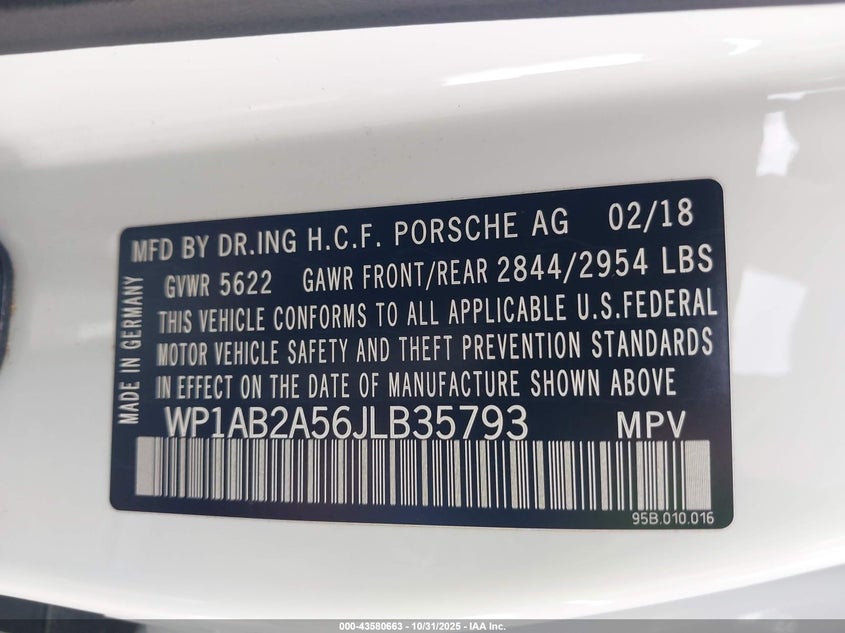 MFD BY DR.ING H.C.F. PORSCHE AG 02/18
GVWR 5622 GAWR FRONT/REAR 2844/2954 LBS
THIS VEHICLE CONFORMS TO ALL APPLICABLE U.S.FEDERAL
MOTOR VEHICLE SAFETY AND THEFT PREVENTION STANDARDS
IN EFFECT ON THE DATE OF MANUFACTURE SHOWN ABOVE
WP1AB2A56JLB35793 MPV
MADE IN GERMANY
95B.010.016
000-43580663 - 10/31/2025 - IAA Inc.